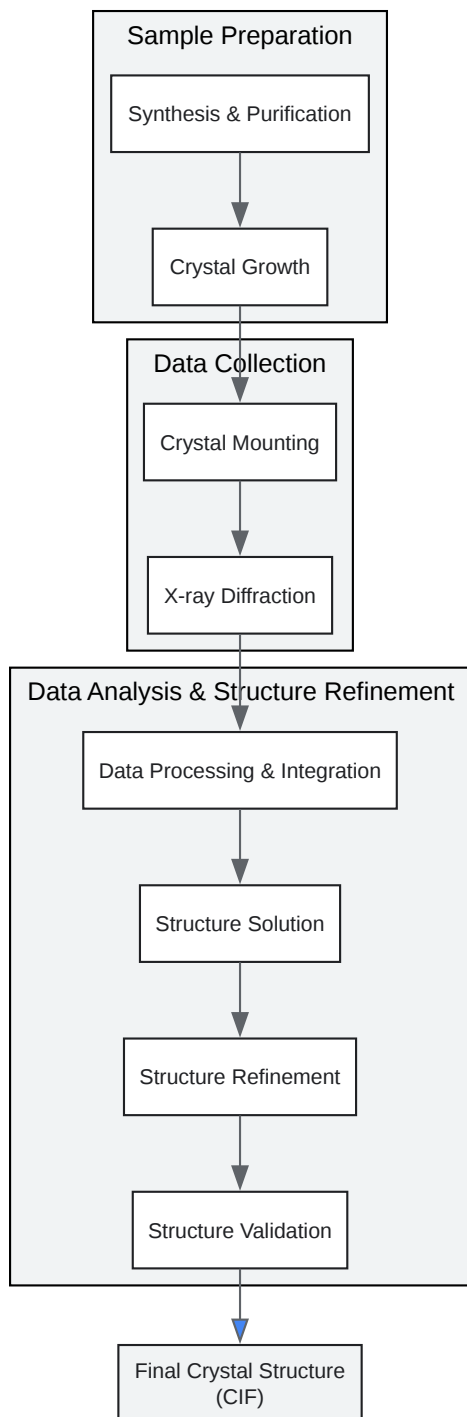 Sample Preparation
Synthesis & Purification
Crystal Growth
Data Collection
Crystal Mounting
X-ray Diffraction
Data Analysis & Structure Refinement
Data Processing & Integration
Structure Solution
Structure Refinement
Structure Validation
Final Crystal Structure
(CIF)